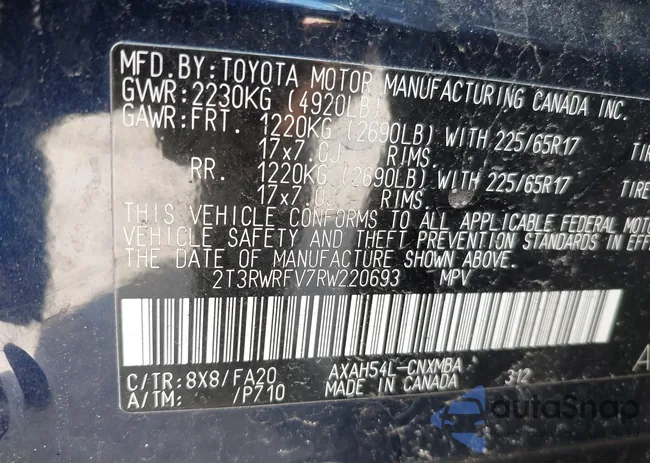 MFD.BY:TOYOTA MOTOR MANUFACTURING CANADA INC.
GVWR:2230KG (4920LB)
GAWR:FRT. 1220KG (2690LB) WITH 225/65R17 TIR
17x7.0J RIMS.
RR. 1220KG (2690LB) WITH 225/65R17 TIRE
17x7.0J RIMS.
THIS VEHICLE CONFORMS TO ALL APPLICABLE FEDERAL MOT
VEHICLE SAFETY AND THEFT PREVENTION STANDARDS IN EFF
THE DATE OF MANUFACTURE SHOWN ABOVE.
2T3RWRFV7RW220693 MPV
C/TR:8X8/FA20 AXAH54L-CNXMBA 312 A
A/TM: /P710 MADE IN CANADA
autoSnap